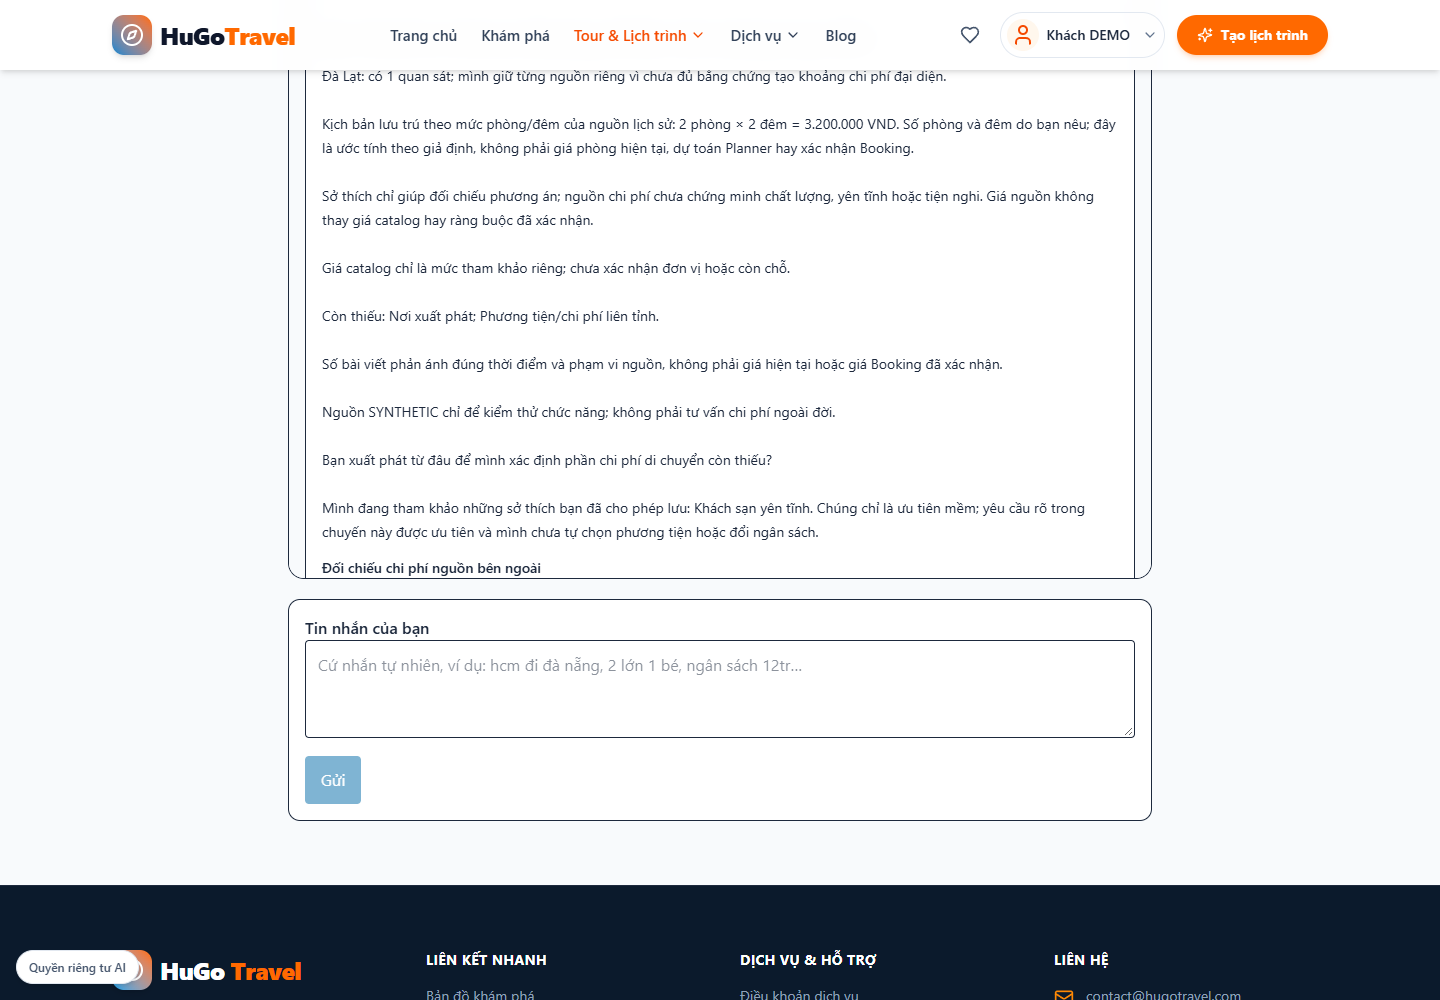 HuGoTravel
Trang chủ
Khám phá
Tour & Lịch trình
Dịch vụ
Blog
Khách DEMO
Tạo lịch trình
Đà Lạt: có 1 quan sát; mình giữ từng nguồn riêng vì chưa đủ bằng chứng tạo khoảng chi phí đại diện.
Kịch bản lưu trú theo mức phòng/đêm của nguồn lịch sử: 2 phòng × 2 đêm = 3.200.000 VND. Số phòng và đêm do bạn nêu; đây
là ước tính theo giả định, không phải giá phòng hiện tại, dự toán Planner hay xác nhận Booking.
Sở thích chỉ giúp đối chiếu phương án; nguồn chi phí chưa chứng minh chất lượng, yên tĩnh hoặc tiện nghi. Giá nguồn không
thay giá catalog hay ràng buộc đã xác nhận.
Giá catalog chỉ là mức tham khảo riêng; chưa xác nhận đơn vị hoặc còn chỗ.
Còn thiếu: Nơi xuất phát; Phương tiện/chi phí liên tỉnh.
Số bài viết phản ánh đúng thời điểm và phạm vi nguồn, không phải giá hiện tại hoặc giá Booking đã xác nhận.
Nguồn SYNTHETIC chỉ để kiểm thử chức năng; không phải tư vấn chi phí ngoài đời.
Bạn xuất phát từ đâu để mình xác định phần chi phí di chuyển còn thiếu?
Mình đang tham khảo những sở thích bạn đã cho phép lưu: Khách sạn yên tĩnh. Chúng chỉ là ưu tiên mềm; yêu cầu rõ trong
chuyến này được ưu tiên và mình chưa tự chọn phương tiện hoặc đổi ngân sách.
Đối chiếu chi phí nguồn bên ngoài
Tin nhắn của bạn
Cứ nhắn tự nhiên, ví dụ: hcm đi đà nẵng, 2 lớn 1 bé, ngân sách 12tr...
Gửi
Quyền riêng tư AI
HuGo Travel
LIÊN KẾT NHANH
DỊCH VỤ & HỖ TRỢ
LIÊN HỆ
Bản đồ khám phá
Điều khoản dịch vụ
contact@hugotravel.com